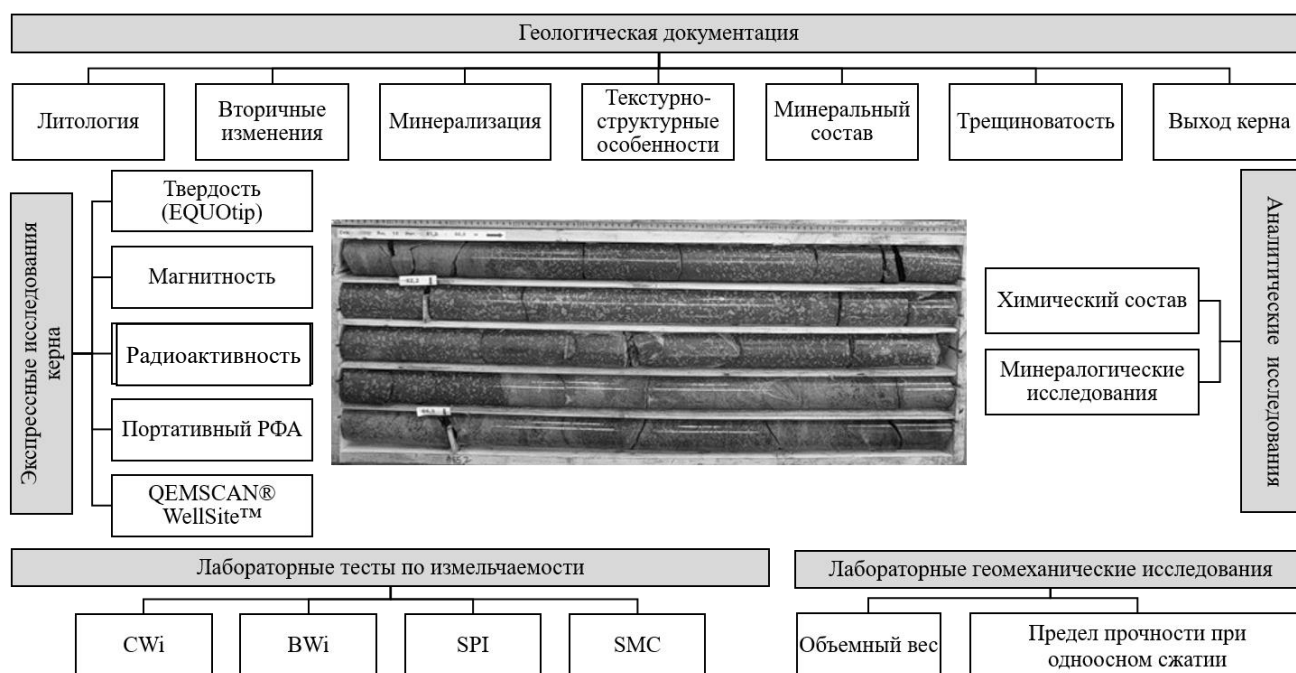 Геологическая документация
Литология
Вторичные
изменения
Минерализация
Текстурно-
структурные
особенности
Минеральный
состав
Трещиноватость
Выход керна
Экспрессные исследования
керна
Твердость
(EQUOtip)
Магнитность
Радиоактивность
Портативный РФА
QEMSCAN®
WellSite™
Химический состав
Минералогические
исследования
Аналитические исследования
Лабораторные тесты по измельчаемости
CWi
BWi
SPI
SMC
Лабораторные геомеханические исследования
Объемный вес
Предел прочности при
одноосном сжатии